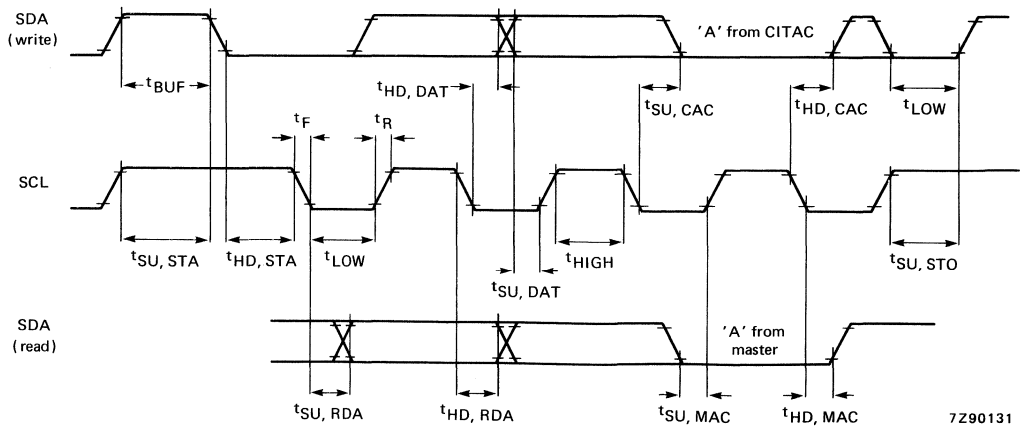 SDA
(write)
'A' from CITAC
tBUF
tHD, DAT
tSU, CAC
tHD, CAC
tLOW
tF
tR
SCL
tSU, STA
tHD, STA
tLOW
tSU, DAT
tHIGH
tSU, STO
SDA
(read)
'A' from
master
tSU, RDA
tHD, RDA
tSU, MAC
tHD, MAC
7Z90131